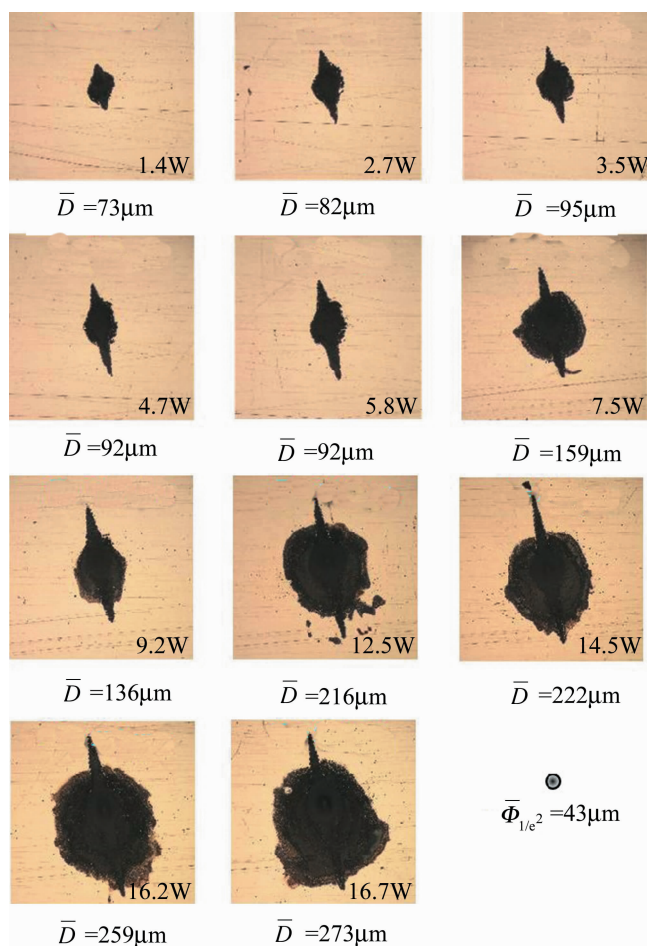 1.4W
2.7W
3.5W
D̅ =73μm
D̅ =82μm
D̅ =95μm
4.7W
5.8W
7.5W
D̅ =92μm
D̅ =92μm
D̅ =159μm
9.2W
12.5W
14.5W
D̅ =136μm
D̅ =216μm
D̅ =222μm
Φ̅1/e² =43μm
16.2W
16.7W
D̅ =259μm
D̅ =273μm